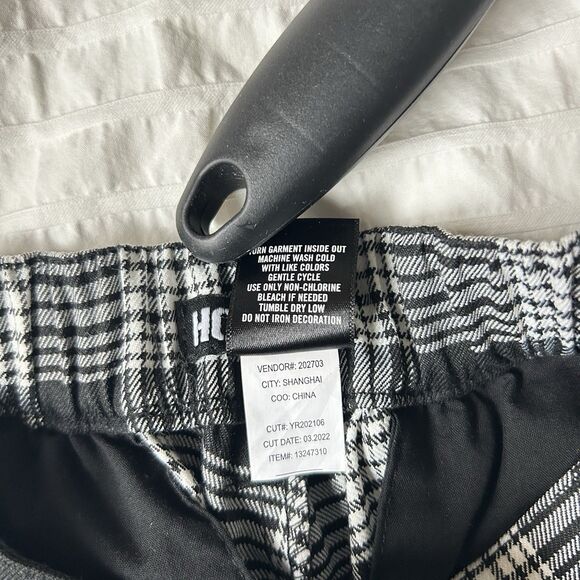 TURN GARMENT INSIDE OUT
MACHINE WASH COLD
WITH LIKE COLORS
GENTLE CYCLE
USE ONLY NON-CHLORINE
BLEACH IF NEEDED
TUMBLE DRY LOW
DO NOT IRON DECORATION
VENDOR#: 202703
CITY: SHANGHAI
COO: CHINA
CUT#: YR202106
CUT DATE: 03.2022
ITEM#: 13247310